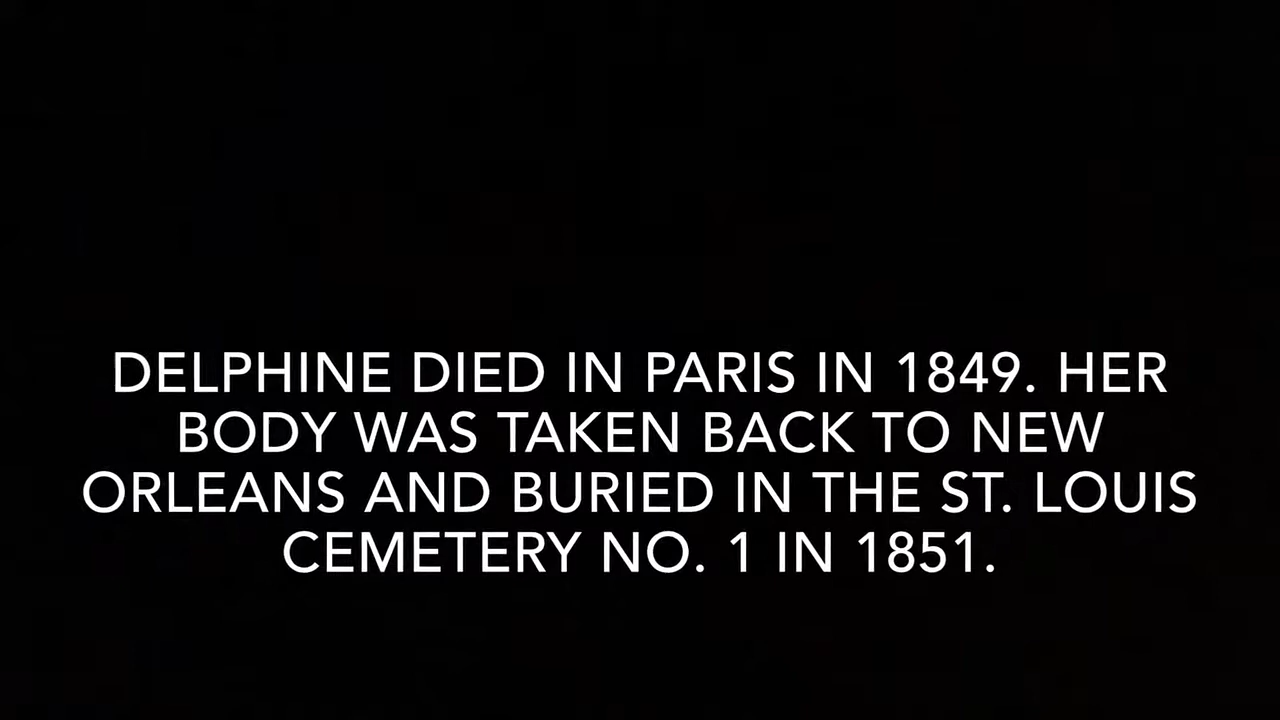 DELPHINE DIED IN PARIS IN 1849. HER
BODY WAS TAKEN BACK TO NEW
ORLEANS AND BURIED IN THE ST. LOUIS
CEMETERY NO. 1 IN 1851.